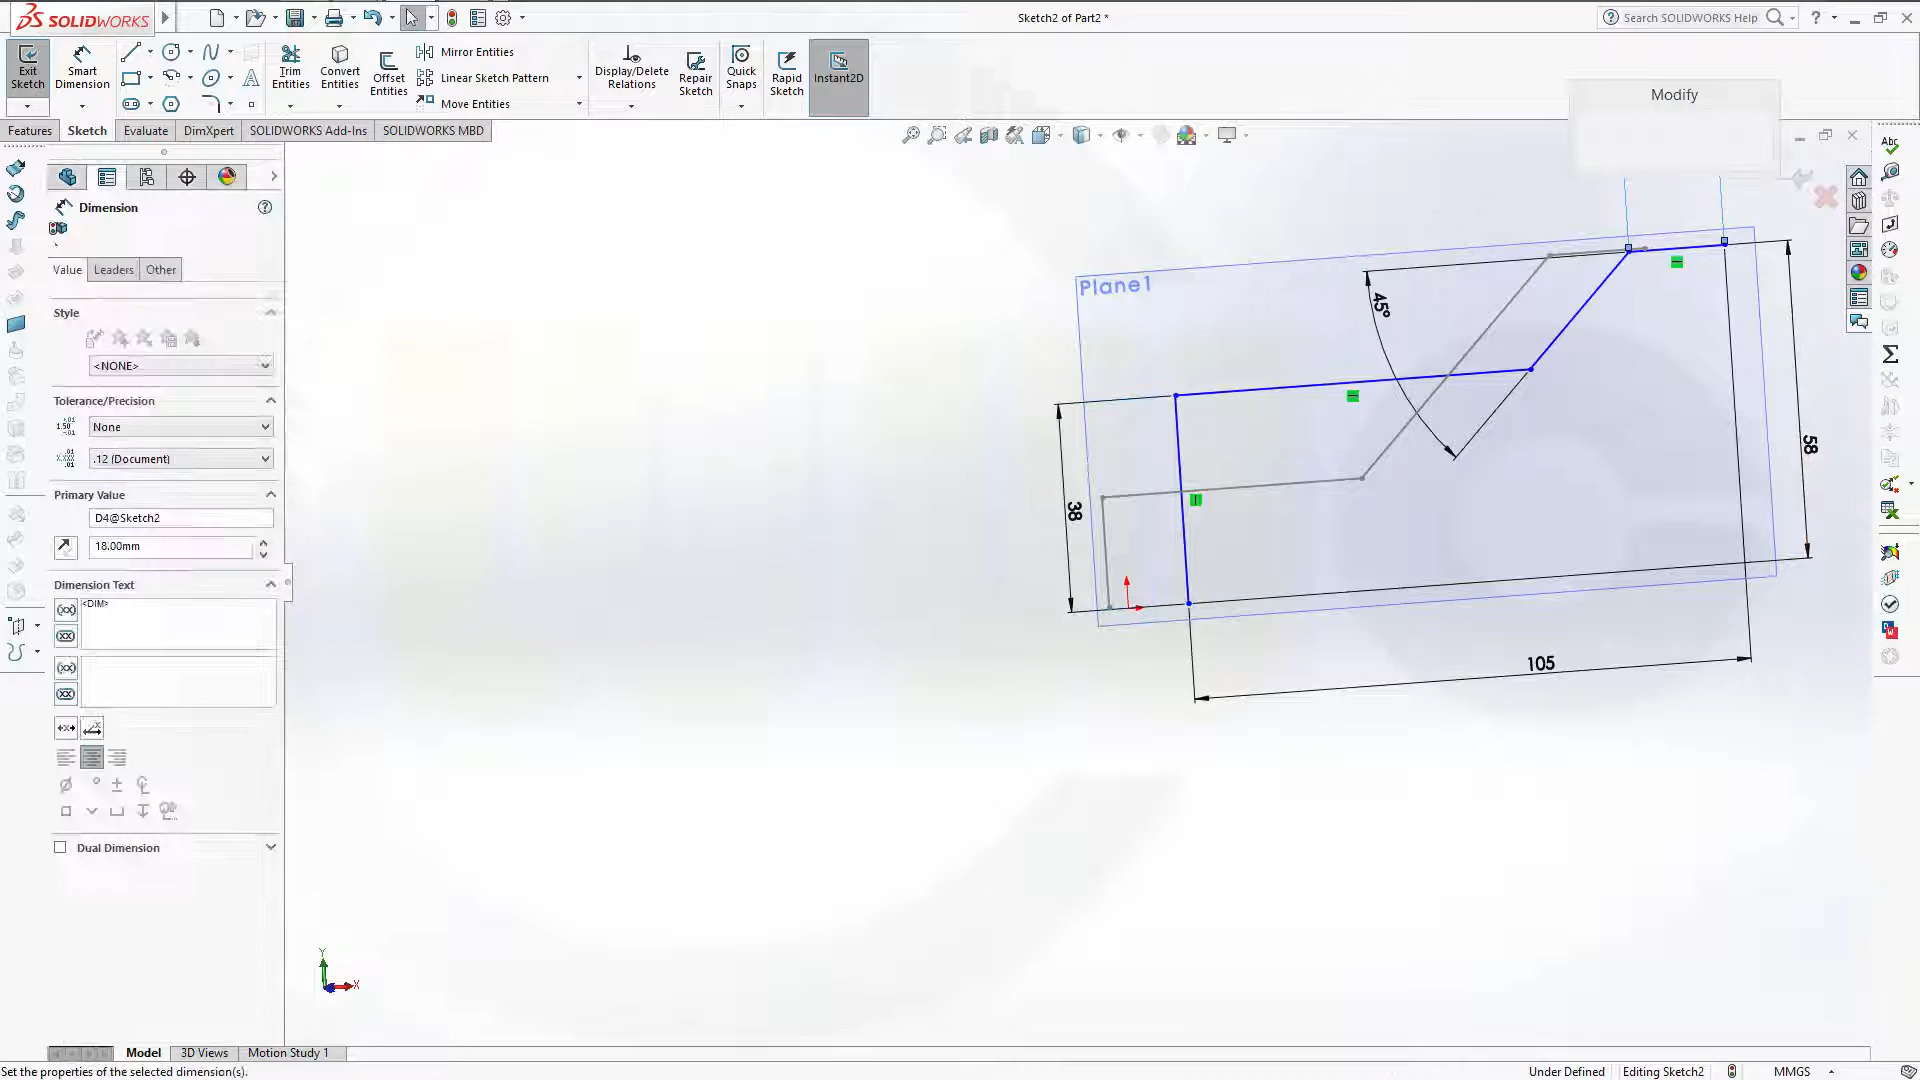 SOLIDWORKS
Sketch2 of Part2 *
Search SOLIDWORKS Help
Exit Sketch
Smart Dimension
Trim Entities
Convert Entities
Offset Entities
Mirror Entities
Linear Sketch Pattern
Move Entities
Display/Delete Relations
Repair Sketch
Quick Snaps
Rapid Sketch
Instant2D
Features
Sketch
Evaluate
DimXpert
SOLIDWORKS Add-Ins
SOLIDWORKS MBD
Modify
Dimension
Value
Leaders
Other
Style
<NONE>
Tolerance/Precision
None
.12 (Document)
Primary Value
D4@Sketch2
18.00mm
Dimension Text
<DIM>
Dual Dimension
Plane1
45°
38
58
105
Y
X
Model
3D Views
Motion Study 1
Set the properties of the selected dimension(s).
Under Defined
Editing Sketch2
MMGS